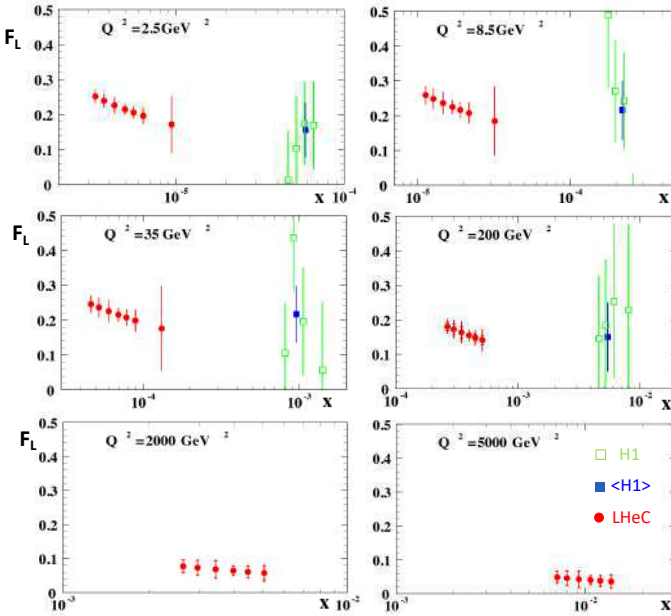 F_L
Q ² =2.5GeV ²
Q ² =8.5GeV ²
0.5
0.4
0.3
0.2
0.1
0
10⁻⁵
x 10⁻⁴
0.5
0.4
0.3
0.2
0.1
0
10⁻⁵
10⁻⁴
x
F_L
Q ² =35 GeV ²
Q ² =200 GeV ²
0.5
0.4
0.3
0.2
0.1
0
10⁻⁴
10⁻³
x
0.5
0.4
0.3
0.2
0.1
0
10⁻⁴
10⁻³
10⁻²
x
F_L
Q ² =2000 GeV ²
Q ² =5000 GeV ²
0.5
0.4
0.3
0.2
0.1
0
10⁻³
x 10⁻²
0.5
0.4
0.3
0.2
0.1
0
10⁻³
10⁻²
x
H1
<H1>
LHeC